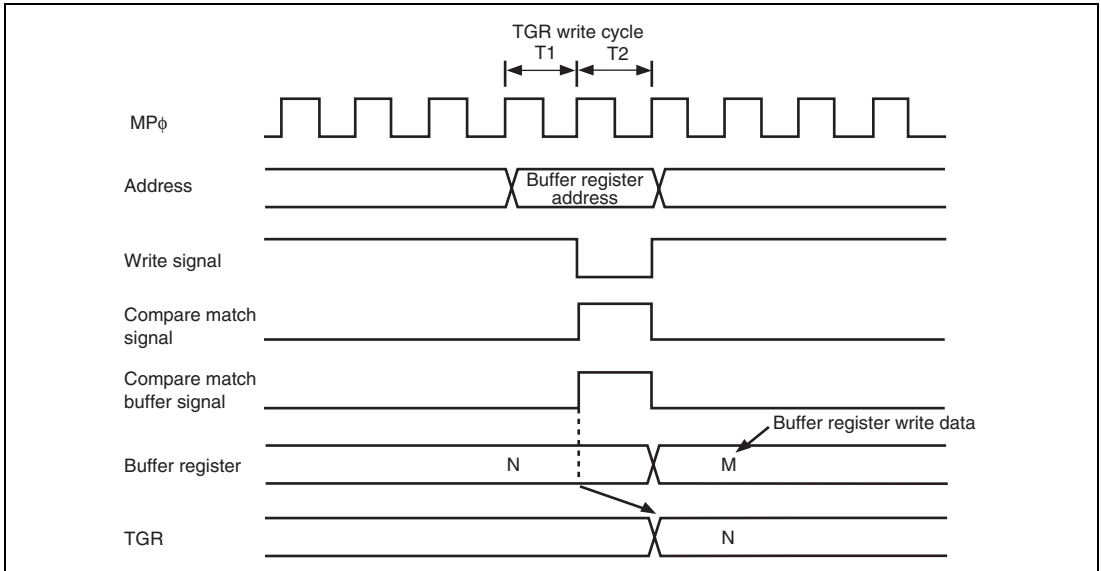 TGR write cycle
T1 T2
MPϕ
Address
Buffer register
address
Write signal
Compare match
signal
Compare match
buffer signal
Buffer register write data
Buffer register
N M
TGR
N